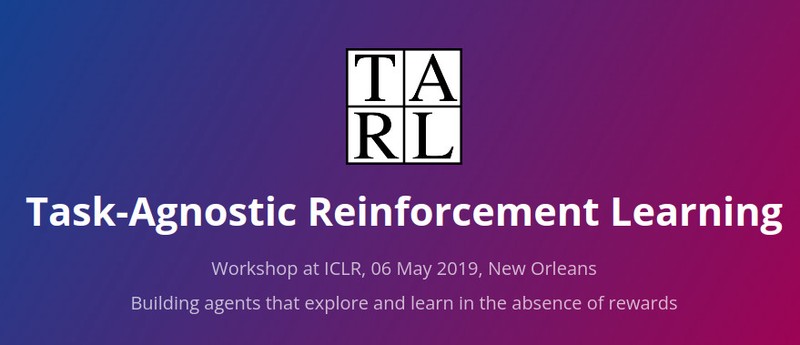 T A
R L
Task-Agnostic Reinforcement Learning
Workshop at ICLR, 06 May 2019, New Orleans
Building agents that explore and learn in the absence of rewards